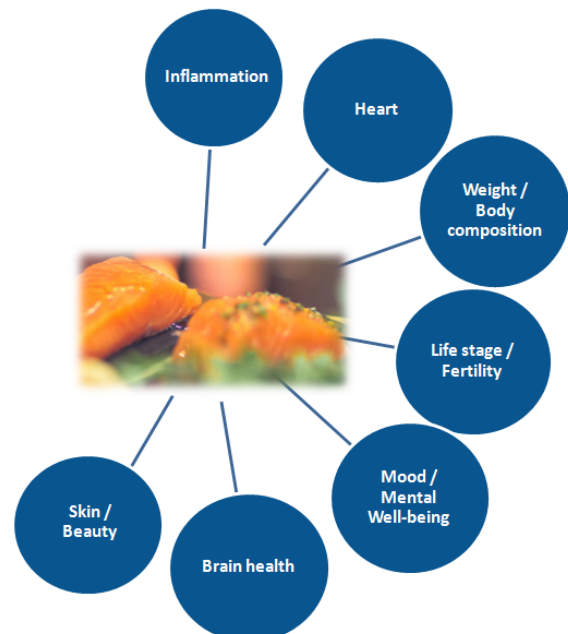 Inflammation
Heart
Weight /
Body
composition
Life stage /
Fertility
Mood /
Mental
Well-being
Brain health
Skin /
Beauty